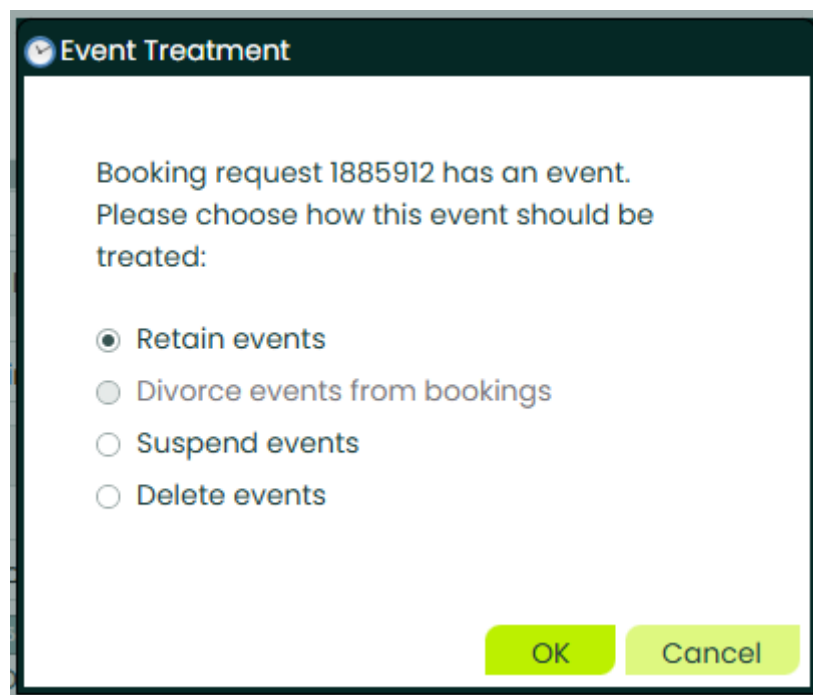 Event Treatment
Booking request 1885912 has an event.
Please choose how this event should be
treated:
Retain events
Divorce events from bookings
Suspend events
Delete events
OK
Cancel